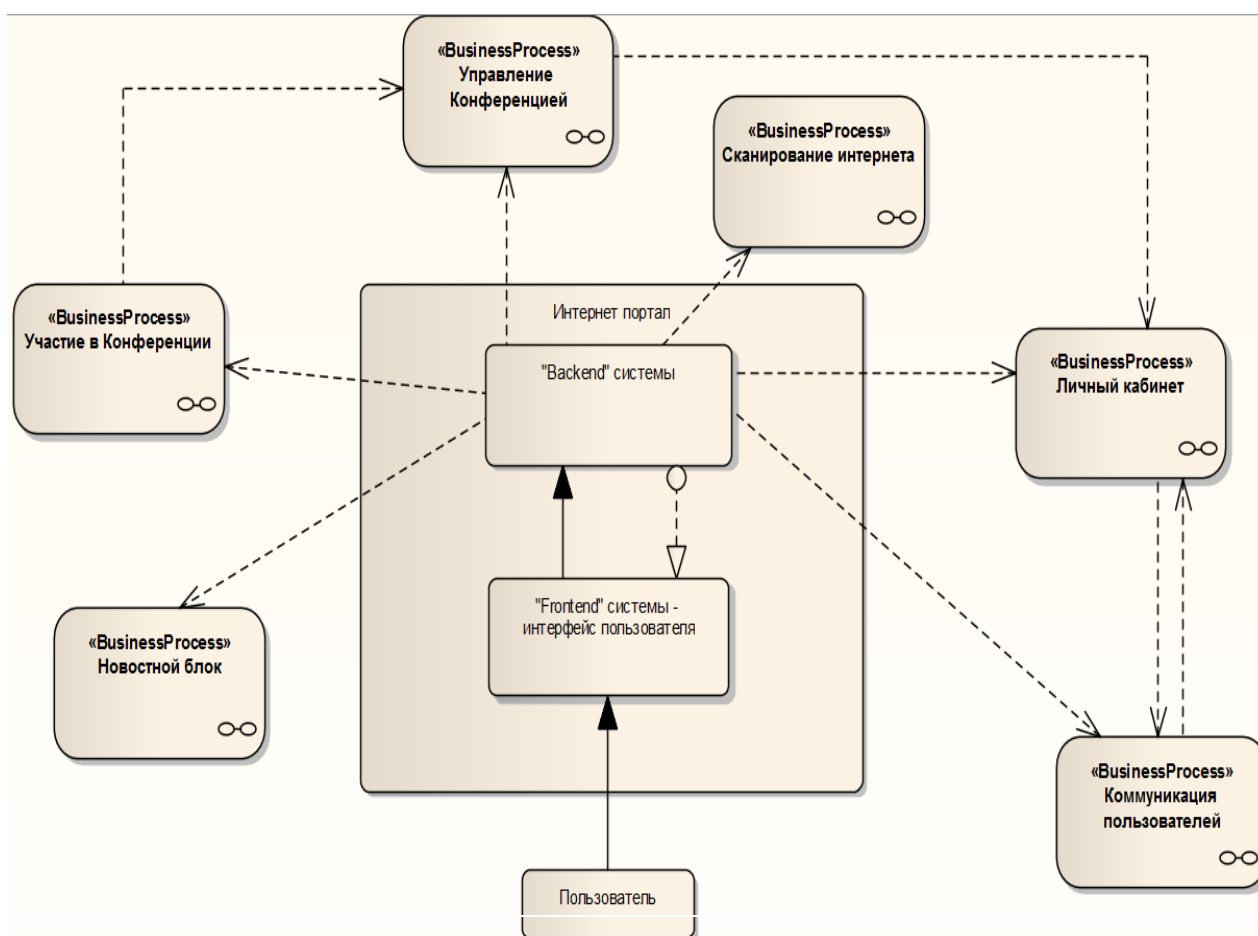 «BusinessProcess»
Управление
Конференцией
«BusinessProcess»
Сканирование интернета
«BusinessProcess»
Участие в Конференции
Интернет портал
"Backend" системы
«BusinessProcess»
Личный кабинет
"Frontend" системы -
интерфейс пользователя
«BusinessProcess»
Новостной блок
«BusinessProcess»
Коммуникация
пользователей
Пользователь